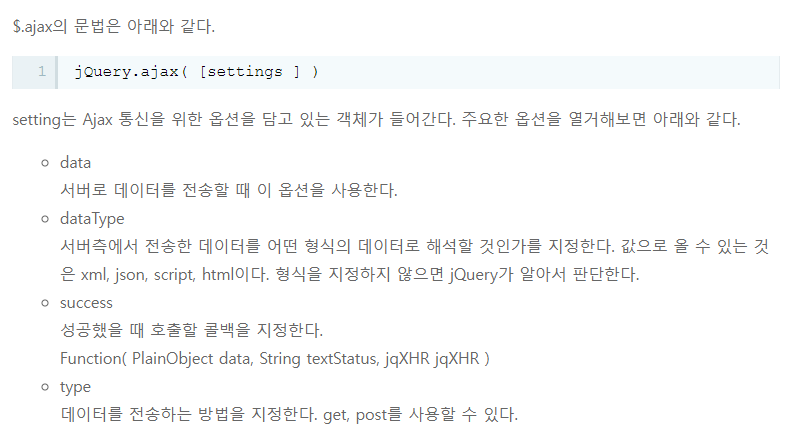 $.ajax의 문법은 아래와 같다.
1 jQuery.ajax( [settings ] )
setting는 Ajax 통신을 위한 옵션을 담고 있는 객체가 들어간다. 주요한 옵션을 열거해보면 아래와 같다.
data
서버로 데이터를 전송할 때 이 옵션을 사용한다.
dataType
서버측에서 전송한 데이터를 어떤 형식의 데이터로 해석할 것인가를 지정한다. 값으로 올 수 있는 것
은 xml, json, script, html이다. 형식을 지정하지 않으면 jQuery가 알아서 판단한다.
success
성공했을 때 호출할 콜백을 지정한다.
Function( PlainObject data, String textStatus, jqXHR jqXHR )
type
데이터를 전송하는 방법을 지정한다. get, post를 사용할 수 있다.